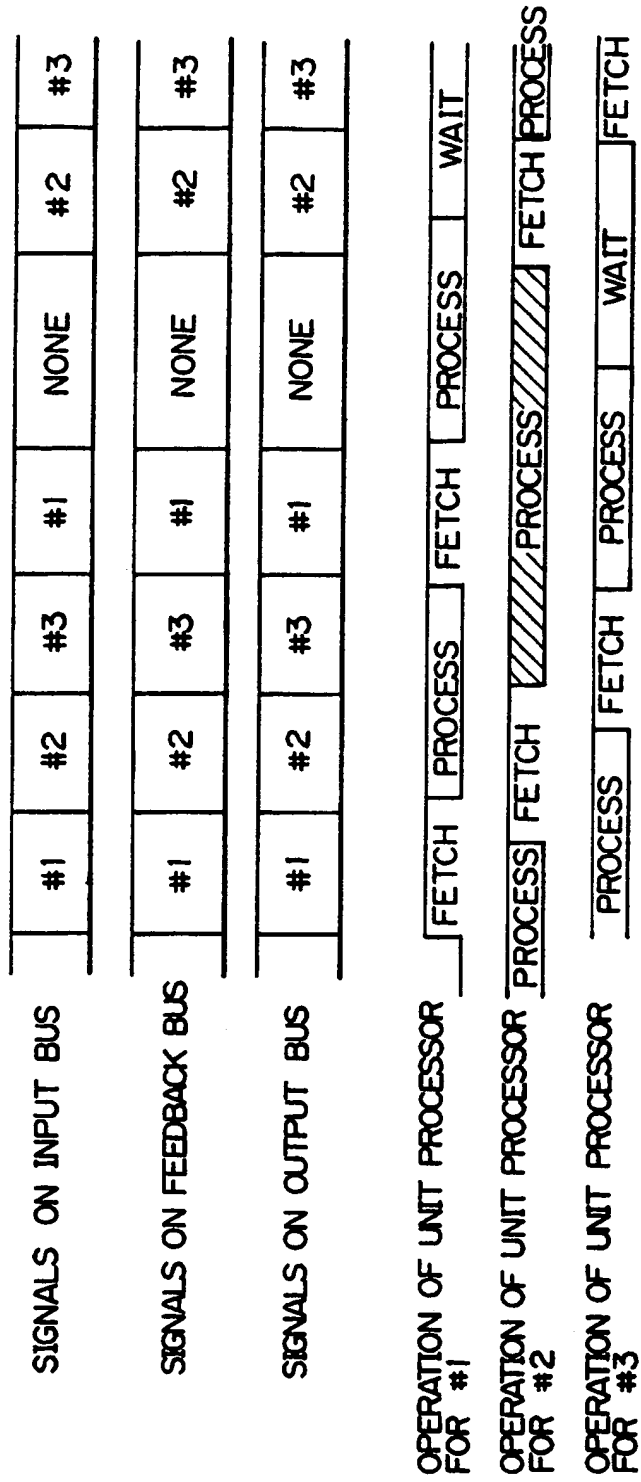 SIGNALS ON INPUT BUS
#1 #2 #3 #1 NONE #2 #3
SIGNALS ON FEEDBACK BUS
#1 #2 #3 #1 NONE #2 #3
SIGNALS ON OUTPUT BUS
#1 #2 #3 #1 NONE #2 #3
OPERATION OF UNIT PROCESSOR
FOR #1
FETCH PROCESS FETCH PROCESS WAIT
OPERATION OF UNIT PROCESSOR
FOR #2
PROCESS FETCH PROCESS FETCH PROCESS
OPERATION OF UNIT PROCESSOR
FOR #3
PROCESS FETCH PROCESS WAIT FETCH